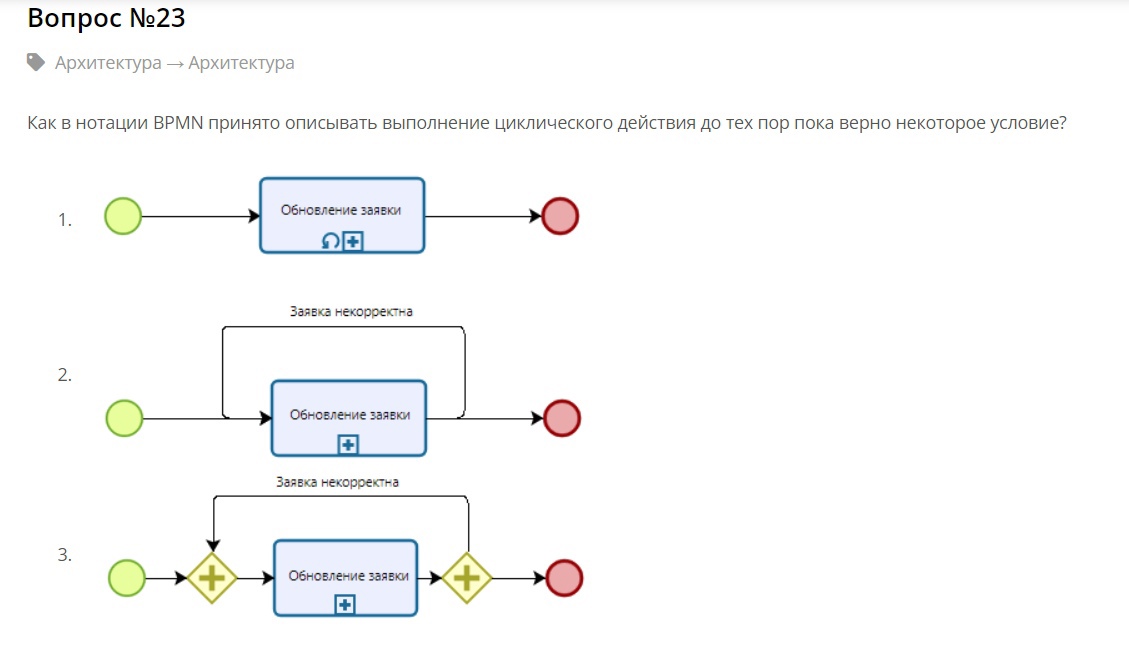 Вопрос №23
Архитектура → Архитектура
Как в нотации BPMN принято описывать выполнение циклического действия до тех пор пока верно некоторое условие?
1.
Обновление заявки
Заявка некорректна
2.
Обновление заявки
Заявка некорректна
3.
Обновление заявки